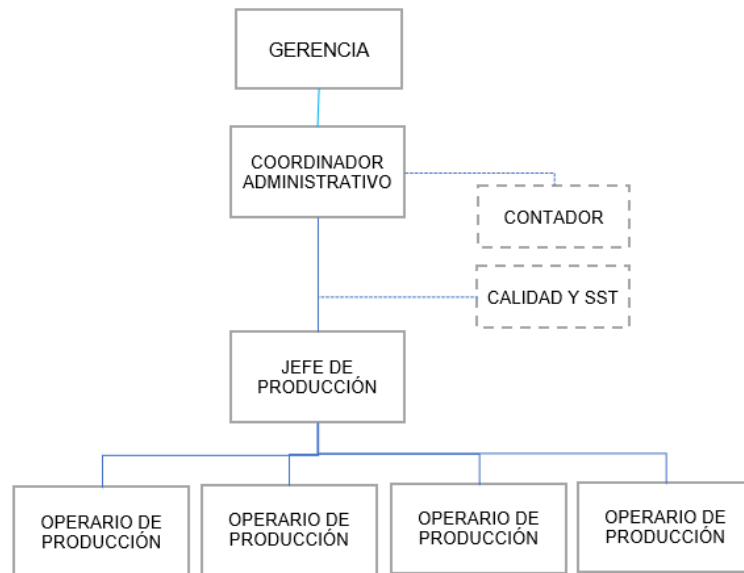 GERENCIA
COORDINADOR
ADMINISTRATIVO
CONTADOR
CALIDAD Y SST
JEFE DE
PRODUCCIÓN
OPERARIO DE
PRODUCCIÓN
OPERARIO DE
PRODUCCIÓN
OPERARIO DE
PRODUCCIÓN
OPERARIO DE
PRODUCCIÓN